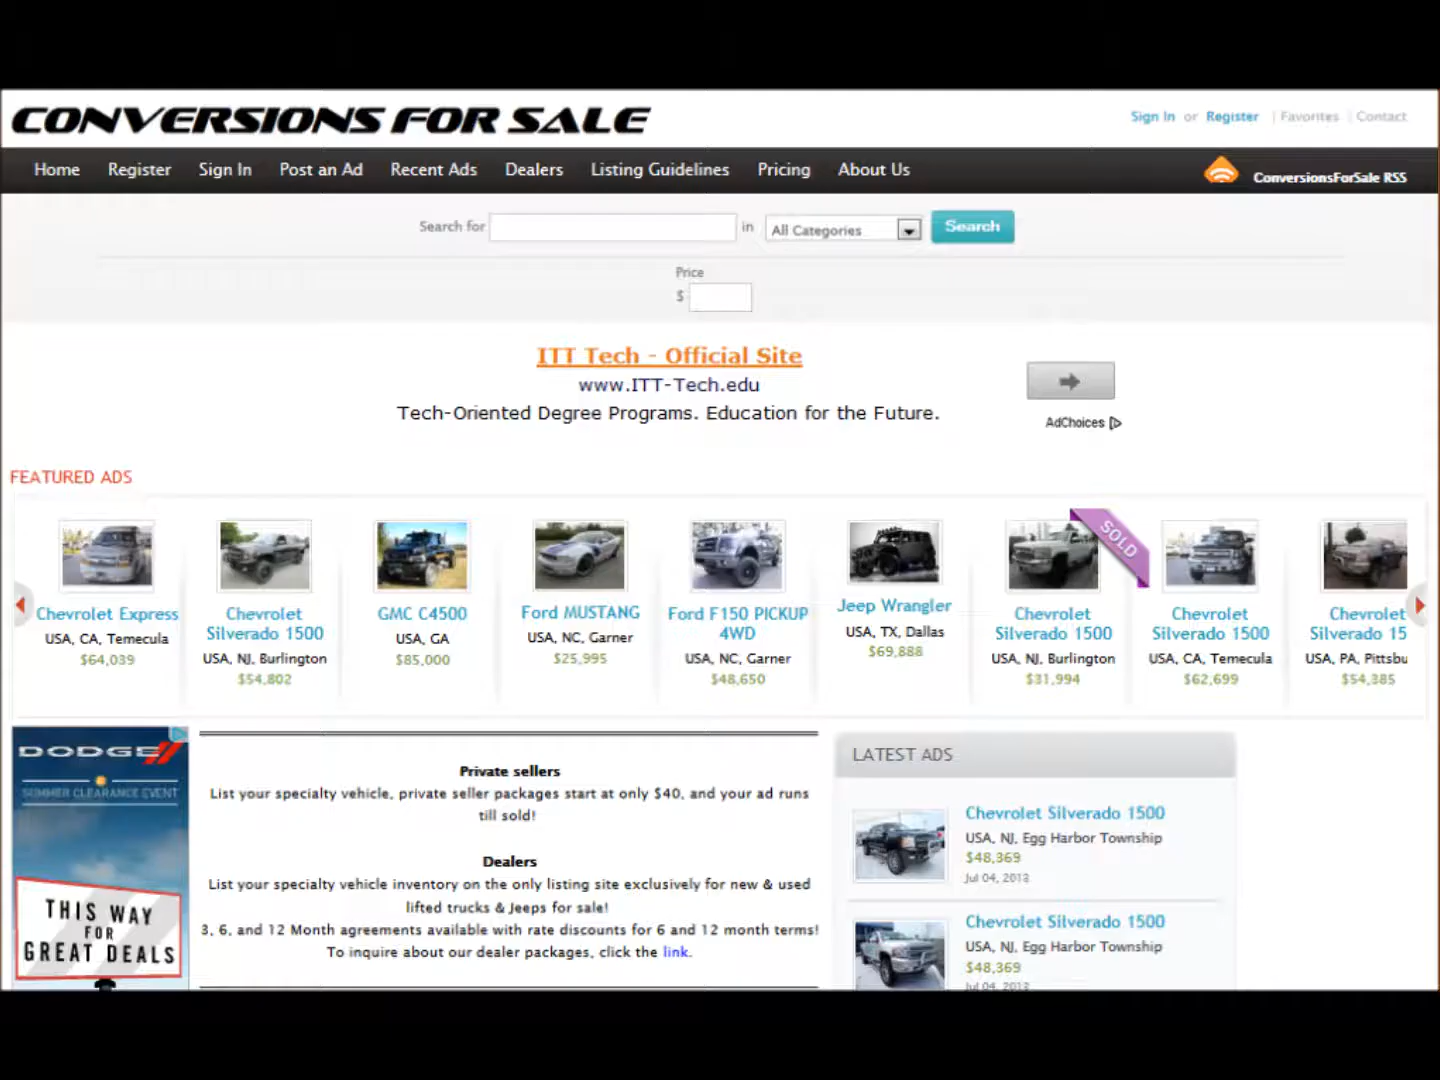 CONVERSIONS FOR SALE
Sign In or Register | Favorites | Contact
Home Register Sign In Post an Ad Recent Ads Dealers Listing Guidelines Pricing About Us ConversionsForSale RSS
Search for in All Categories Search
Price
$
ITT Tech - Official Site
www.ITT-Tech.edu
Tech-Oriented Degree Programs. Education for the Future.
AdChoices
FEATURED ADS
Chevrolet Express
USA, CA, Temecula
$64,039
Chevrolet
Silverado 1500
USA, NJ, Burlington
$54,802
GMC C4500
USA, GA
$85,000
Ford MUSTANG
USA, NC, Garner
$25,995
Ford F150 PICKUP
4WD
USA, NC, Garner
$48,650
Jeep Wrangler
USA, TX, Dallas
$69,888
SOLD
Chevrolet
Silverado 1500
USA, NJ, Burlington
$31,994
Chevrolet
Silverado 1500
USA, CA, Temecula
$62,699
Chevrolet
Silverado 15
USA, PA, Pittsbu
$54,385
DODGE
SUMMER CLEARANCE EVENT
THIS WAY
FOR
GREAT DEALS
Private sellers
List your specialty vehicle, private seller packages start at only $40, and your ad runs
till sold!
Dealers
List your specialty vehicle inventory on the only listing site exclusively for new & used
lifted trucks & Jeeps for sale!
3, 6, and 12 Month agreements available with rate discounts for 6 and 12 month terms!
To inquire about our dealer packages, click the link.
LATEST ADS
Chevrolet Silverado 1500
USA, NJ, Egg Harbor Township
$48,369
Jul 04, 2013
Chevrolet Silverado 1500
USA, NJ, Egg Harbor Township
$48,369
Jul 04, 2013